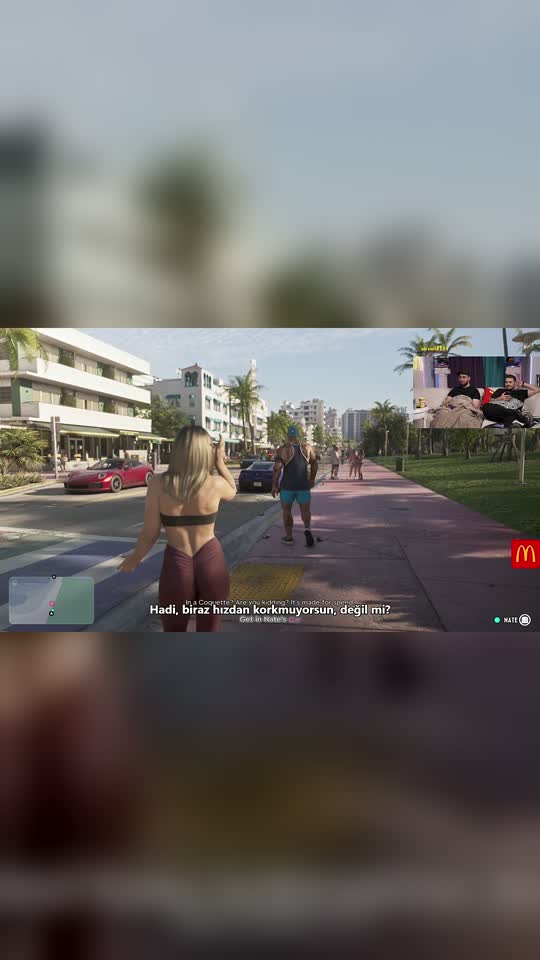 In a Coquette? Are you kidding? It's made for speed.
Hadi, biraz hızdan korkmuyorsun, değil mi?
Get in Nate's
NATE